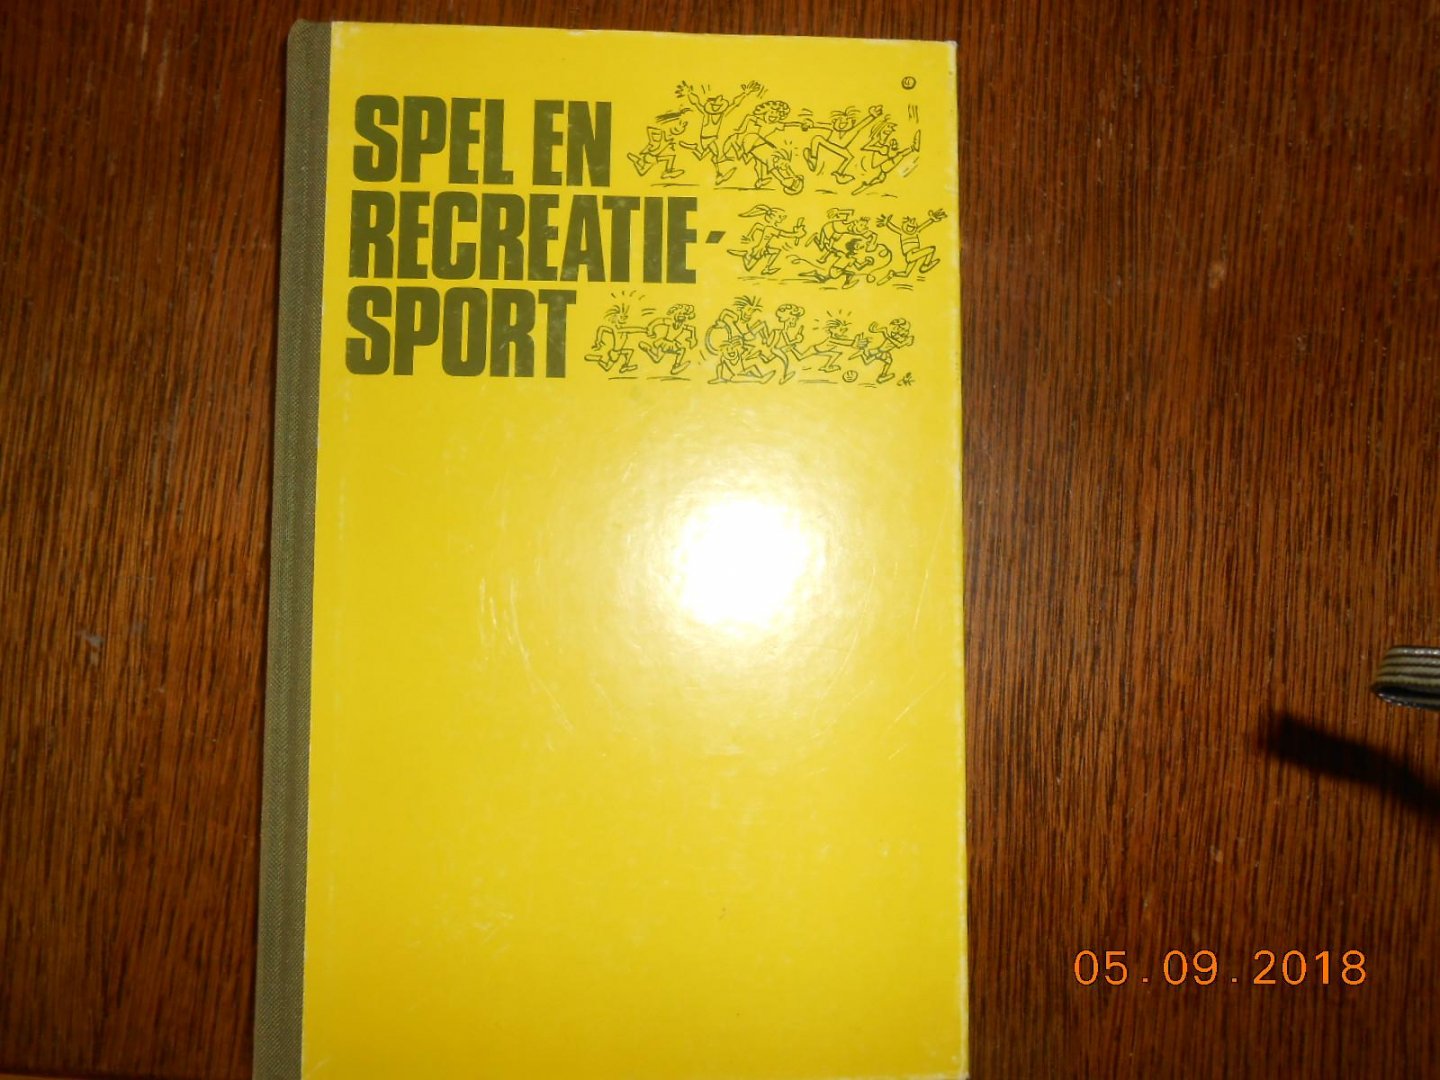 SPEL EN
RECREATIE-
SPORT
05.09.2018